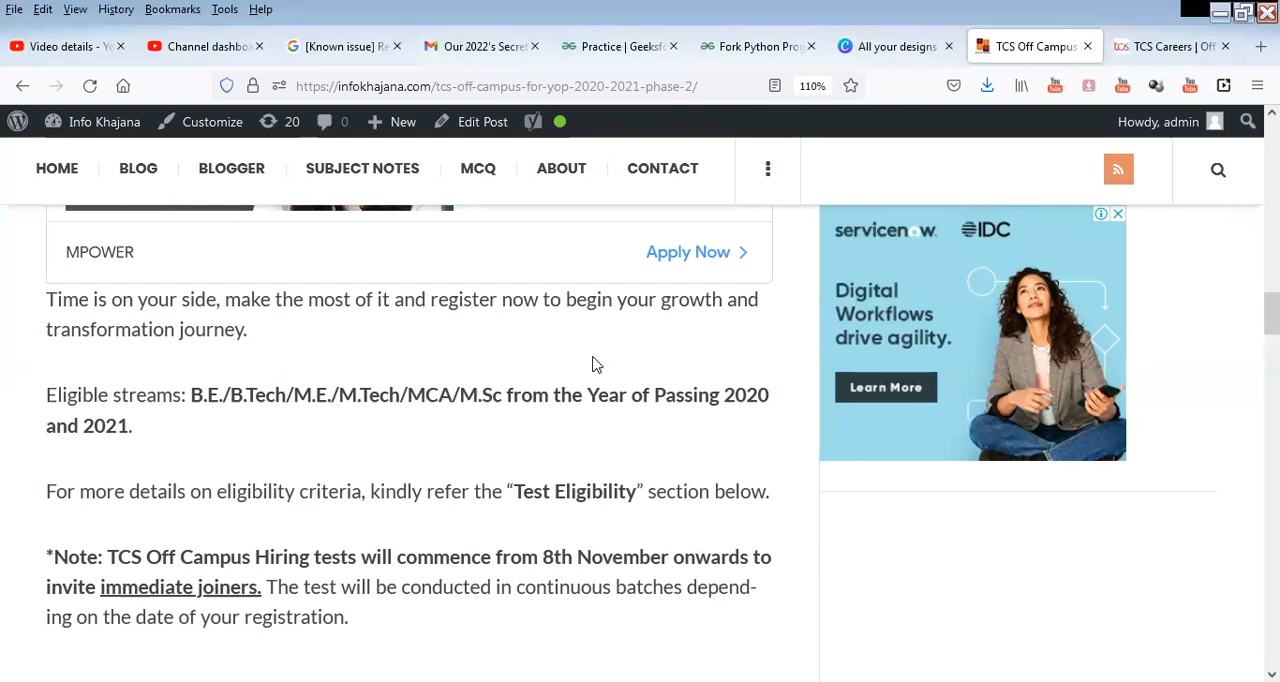 File Edit View History Bookmarks Tools Help
Video details - Yo
Channel dashboa
[Known issue] Re
Our 2022's Secret
Practice | Geeksfo
Fork Python Prog
All your designs
TCS Off Campus
TCS Careers | Off
https://infokhajana.com/tcs-off-campus-for-yop-2020-2021-phase-2/
110%
Info Khajana Customize 20 0 New Edit Post Howdy, admin
HOME BLOG BLOGGER SUBJECT NOTES MCQ ABOUT CONTACT
MPOWER Apply Now
Time is on your side, make the most of it and register now to begin your growth and
transformation journey.
Eligible streams: B.E./B.Tech/M.E./M.Tech/MCA/M.Sc from the Year of Passing 2020
and 2021.
For more details on eligibility criteria, kindly refer the “Test Eligibility” section below.
*Note: TCS Off Campus Hiring tests will commence from 8th November onwards to
invite immediate joiners. The test will be conducted in continuous batches depend-
ing on the date of your registration.
servicenow. IDC
Digital
Workflows
drive agility.
Learn More